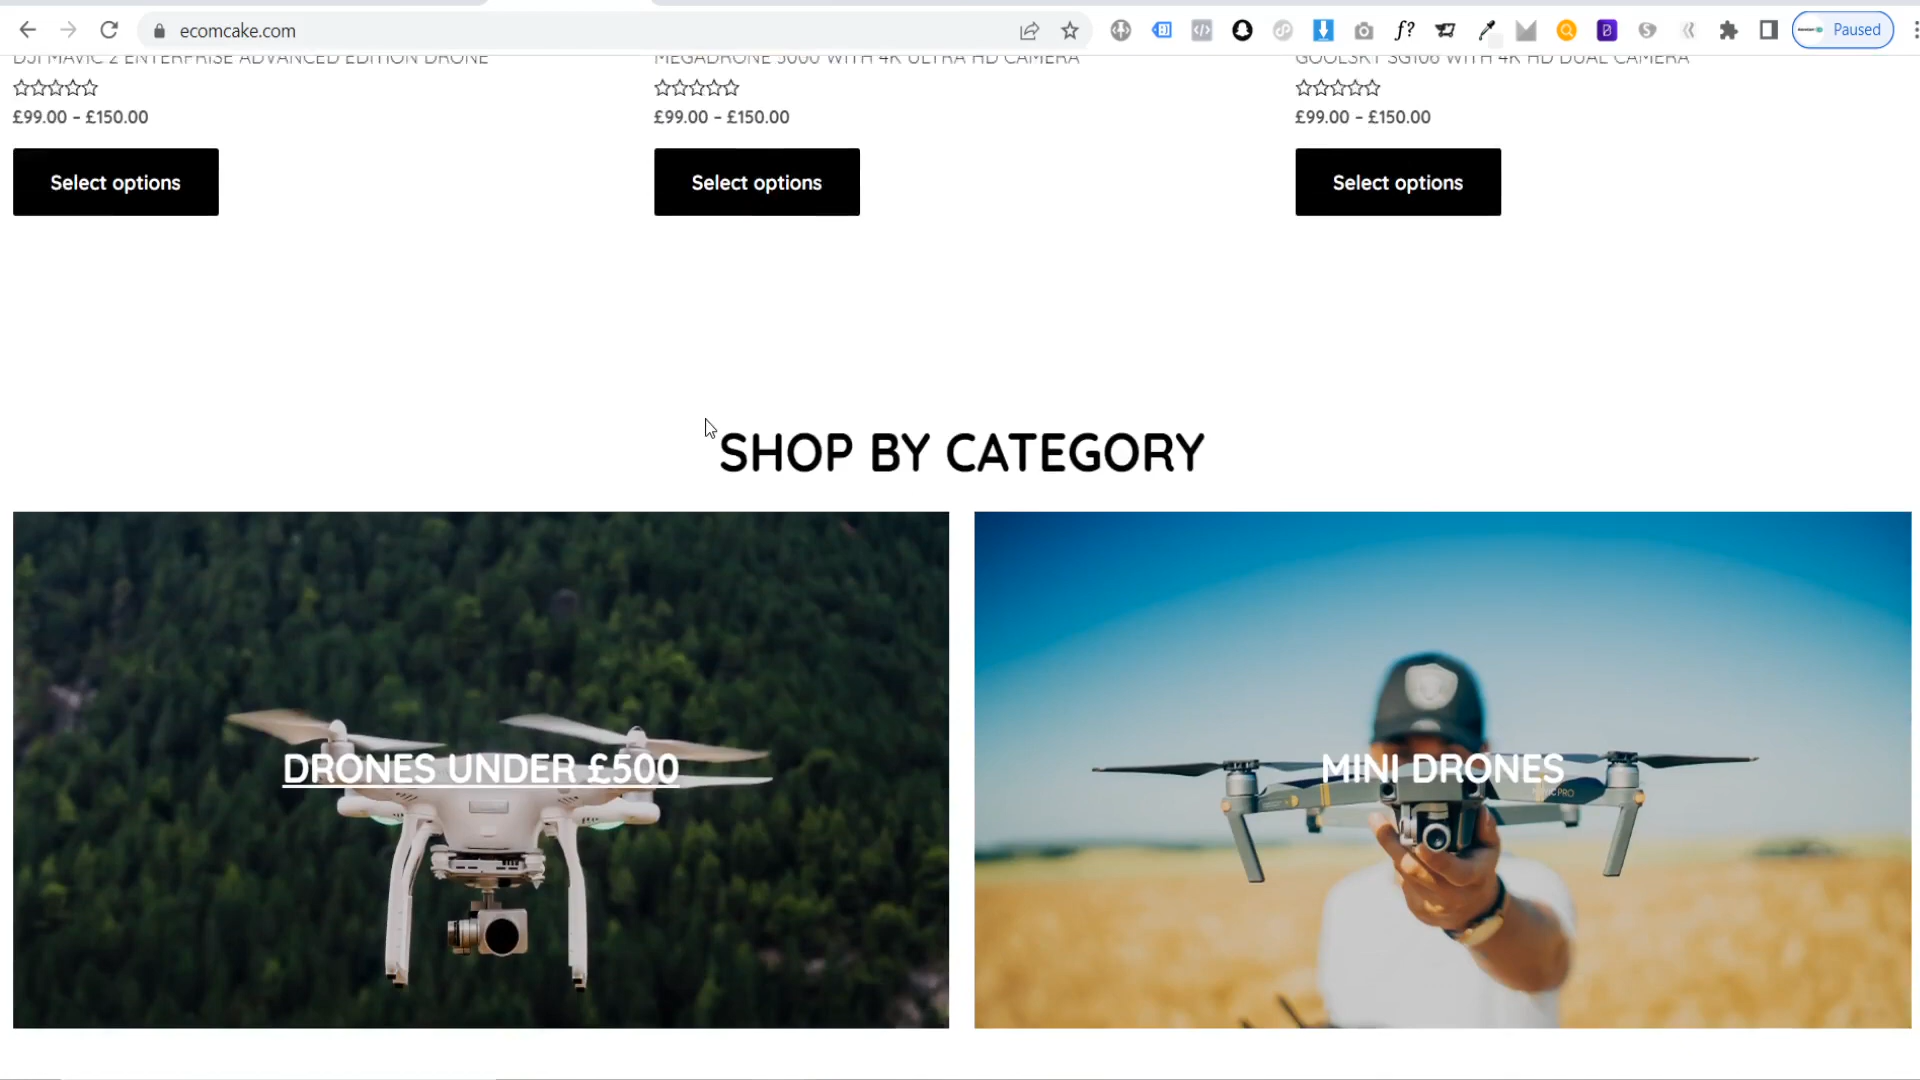 ecomcake.com
Paused
DJI MAVIC 2 ENTERPRISE ADVANCED EDITION DRONE
£99.00 – £150.00
Select options
MEGADRONE 5000 WITH 4K ULTRA HD CAMERA
£99.00 – £150.00
Select options
GOOLSKY SG106 WITH 4K HD DUAL CAMERA
£99.00 – £150.00
Select options
SHOP BY CATEGORY
DRONES UNDER £500
MINI DRONES